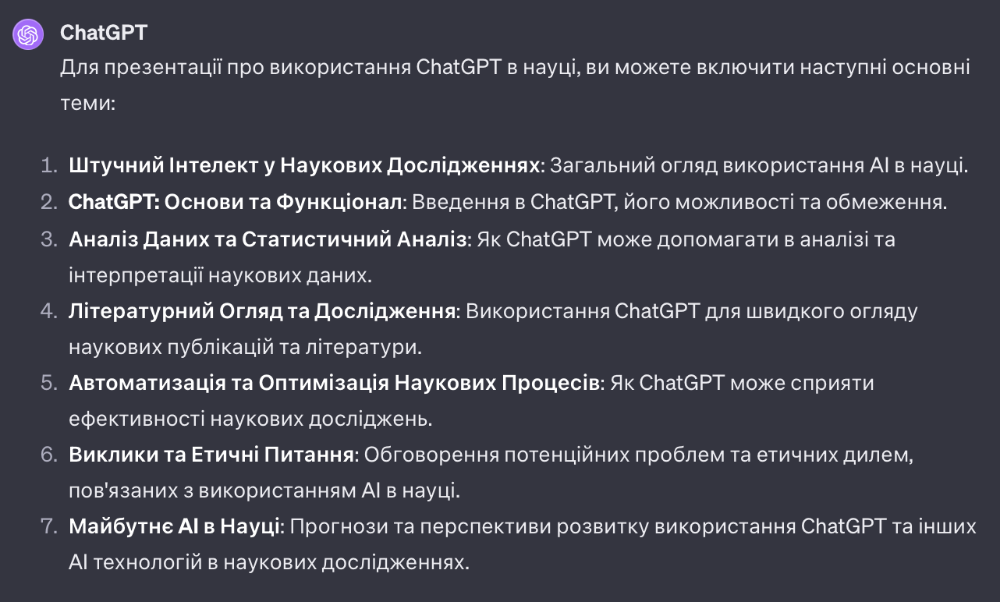 ChatGPT
Для презентації про використання ChatGPT в науці, ви можете включити наступні основні
теми:
1. Штучний Інтелект у Наукових Дослідженнях: Загальний огляд використання AI в науці.
2. ChatGPT: Основи та Функціонал: Введення в ChatGPT, його можливості та обмеження.
3. Аналіз Даних та Статистичний Аналіз: Як ChatGPT може допомагати в аналізі та
інтерпретації наукових даних.
4. Літературний Огляд та Дослідження: Використання ChatGPT для швидкого огляду
наукових публікацій та літератури.
5. Автоматизація та Оптимізація Наукових Процесів: Як ChatGPT може сприяти
ефективності наукових досліджень.
6. Виклики та Етичні Питання: Обговорення потенційних проблем та етичних дилем,
пов'язаних з використанням AI в науці.
7. Майбутнє AI в Науці: Прогнози та перспективи розвитку використання ChatGPT та інших
AI технологій в наукових дослідженнях.